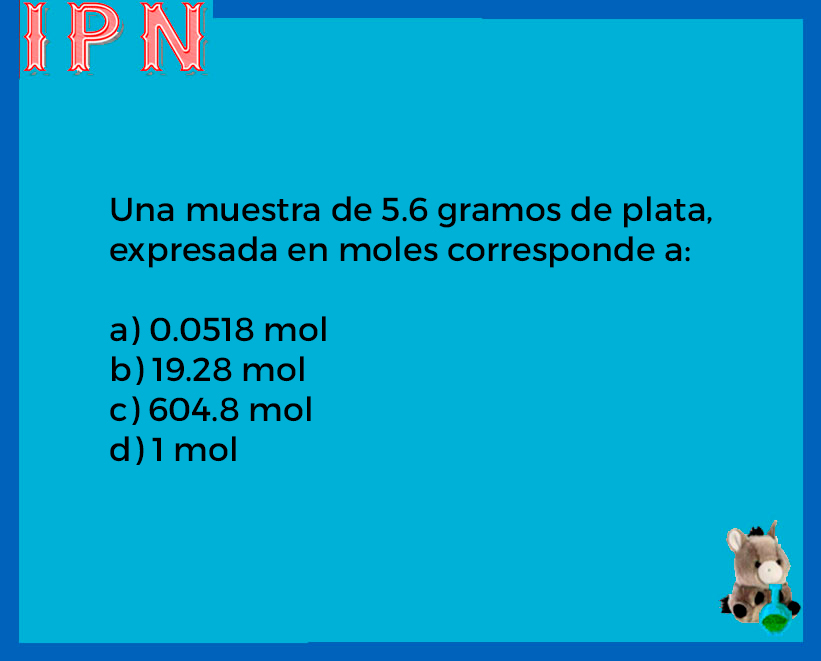 IPN
Una muestra de 5.6 gramos de plata,
expresada en moles corresponde a:
a) 0.0518 mol
b) 19.28 mol
c) 604.8 mol
d) 1 mol